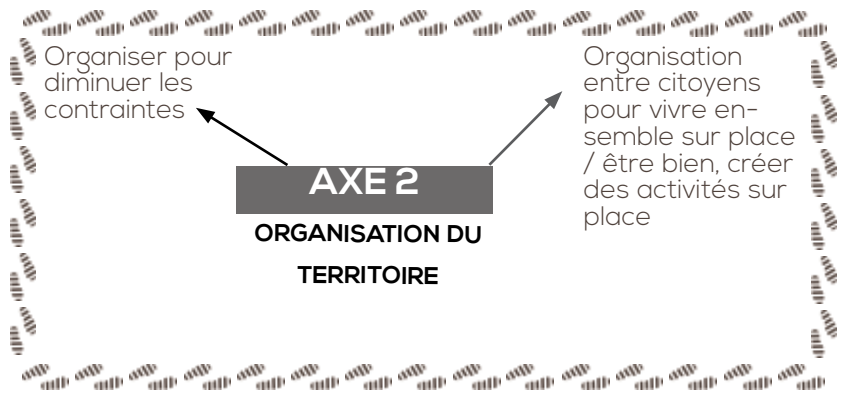 Organiser pour
diminuer les
contraintes
Organisation
entre citoyens
pour vivre en-
semble sur place
/ être bien, créer
des activités sur
place
AXE 2
ORGANISATION DU
TERRITOIRE